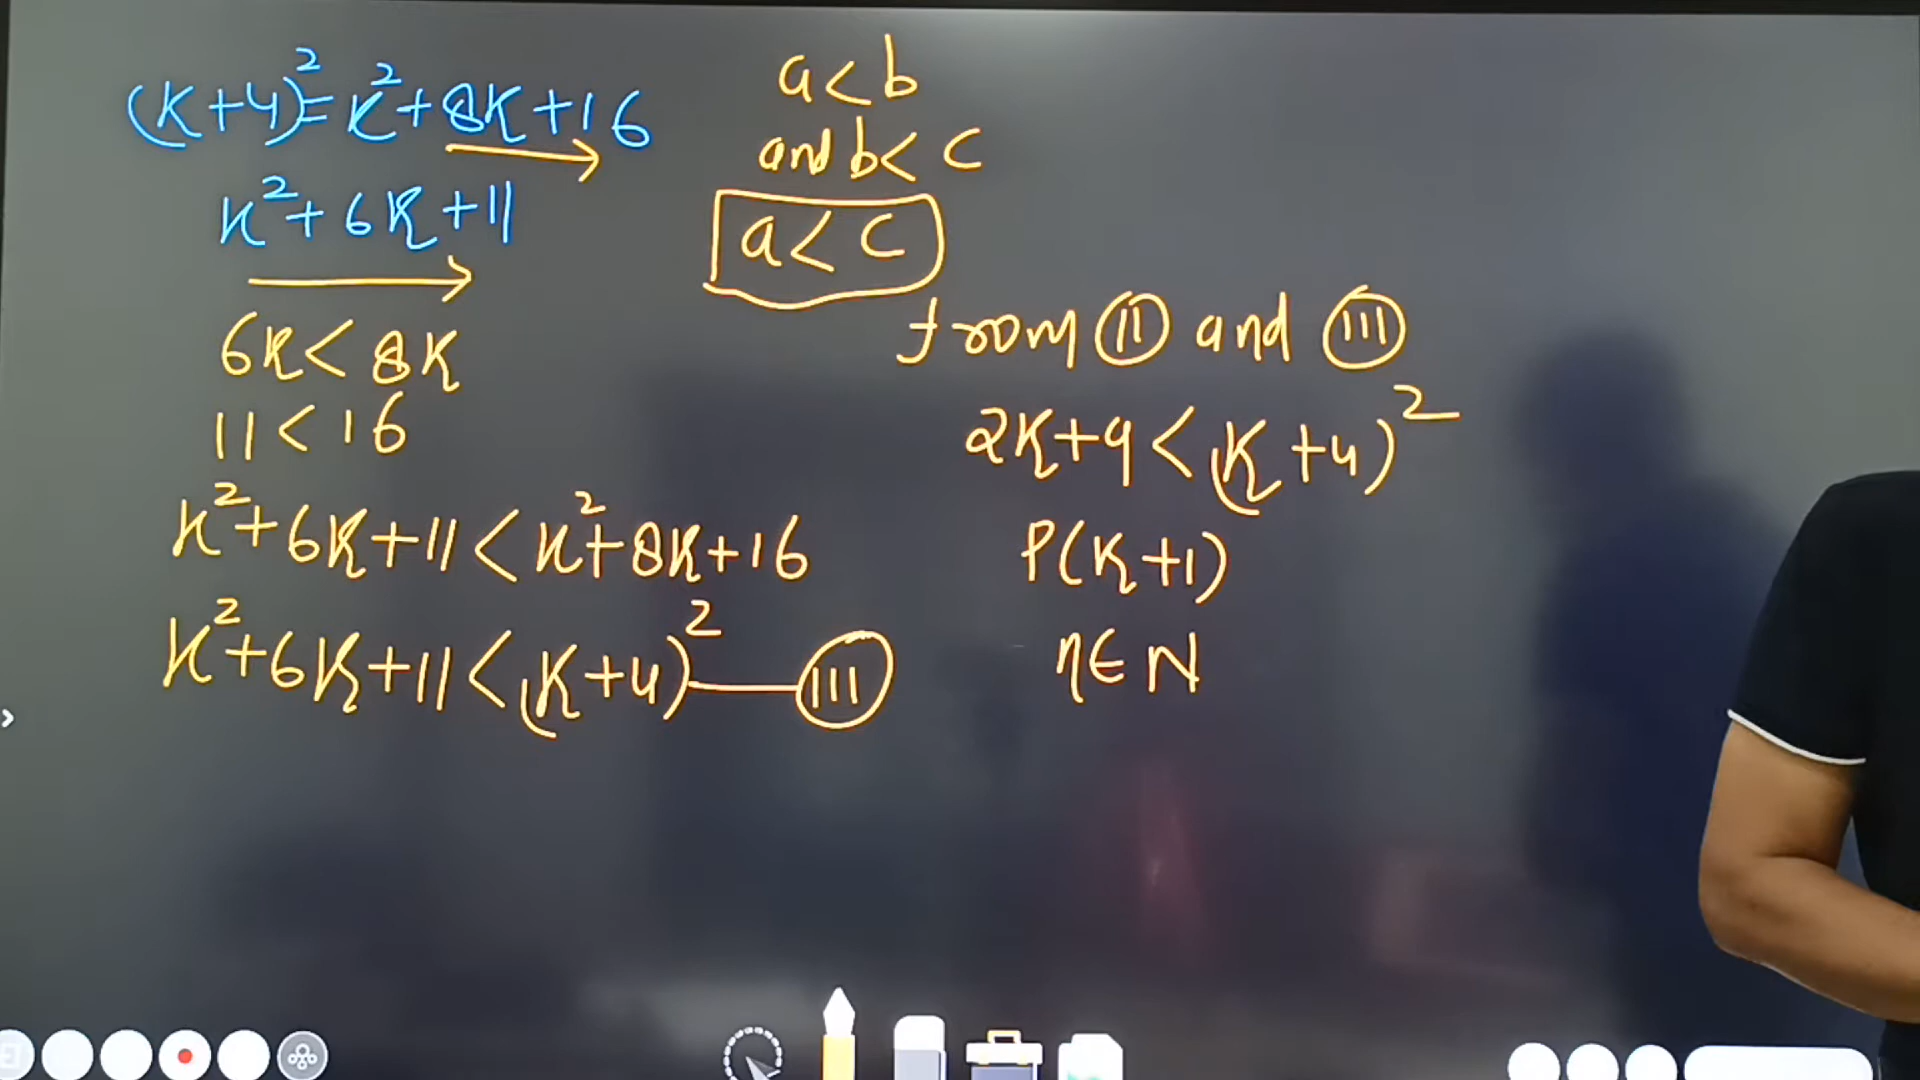 (K+4)²=K²+8K+16
K²+6K+11
6K<8K
11<16
K²+6K+11<K²+8K+16
K²+6K+11<(K+4)² — (III)
a<b
and b<c
a<c
from (II) and (III)
2K+9<(K+4)²
P(K+1)
n∈N